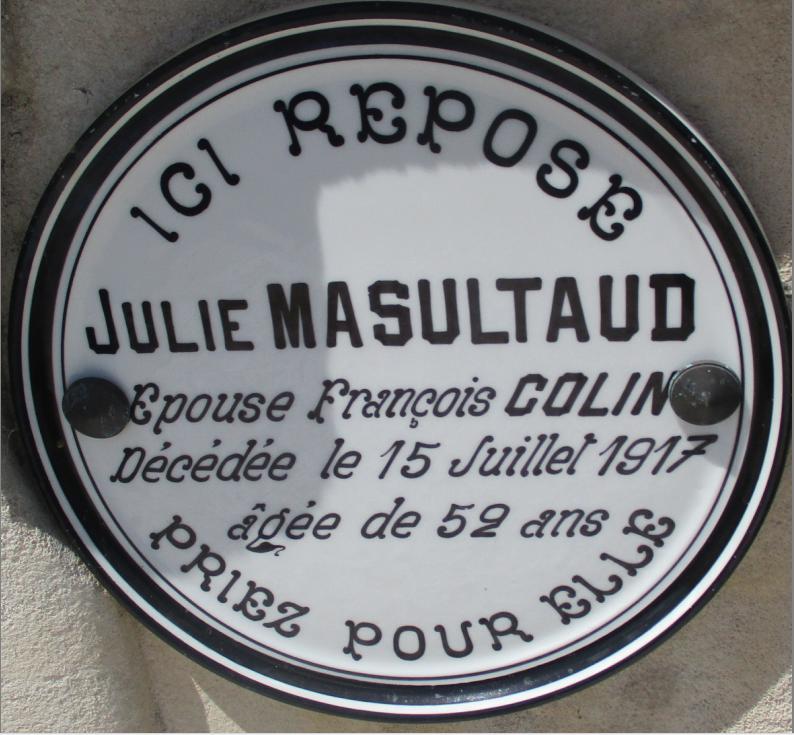 ICI REPOSE
JULIE MASULTAUD
Epouse François COLIN
Décédée le 15 Juillet 1917
âgée de 52 ans
PRIEZ POUR ELLE